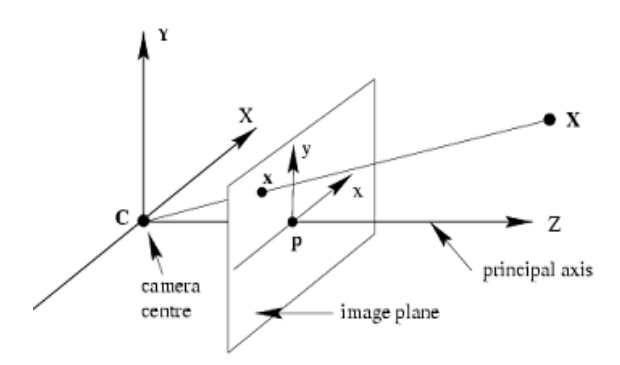 Y
X
X
y
x
x
C
p
Z
principal axis
camera
centre
image plane